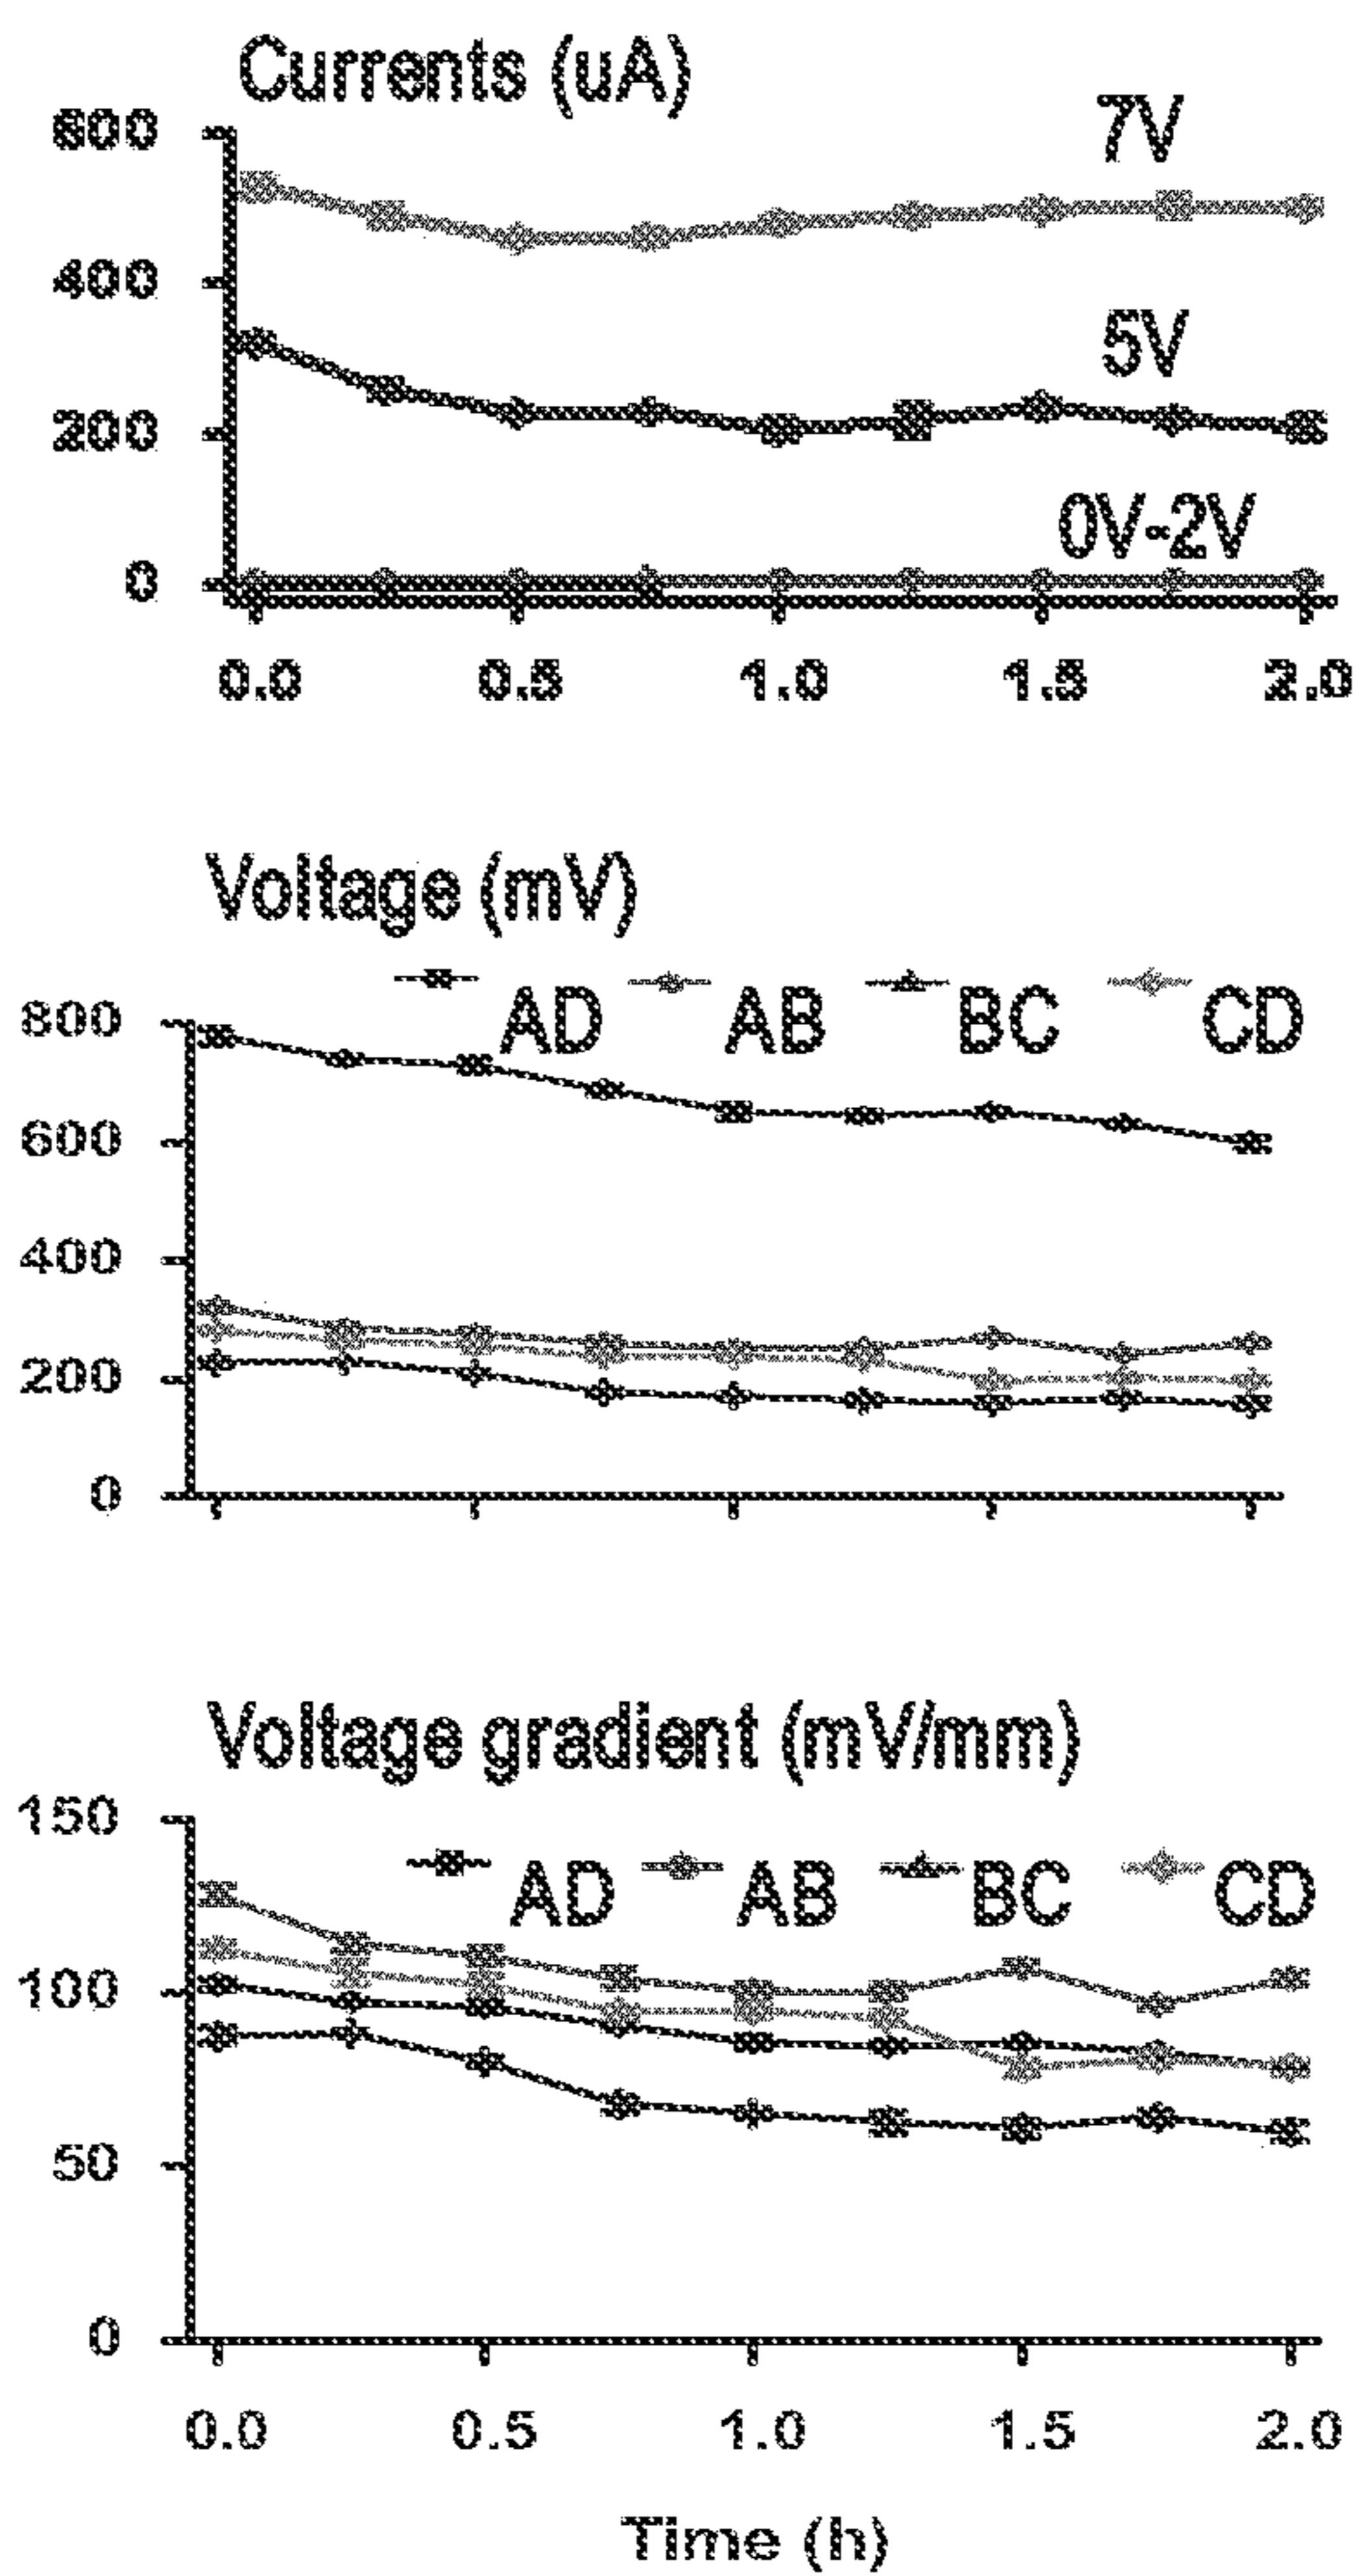 Currents (uA)
600
7V
400
5V
200
0V-2V
0
0.0 0.5 1.0 1.5 2.0
Voltage (mV)
AD AB BC CD
800
600
400
200
0
Voltage gradient (mV/mm)
150
AD AB BC CD
100
50
0
0.0 0.5 1.0 1.5 2.0
Time (h)